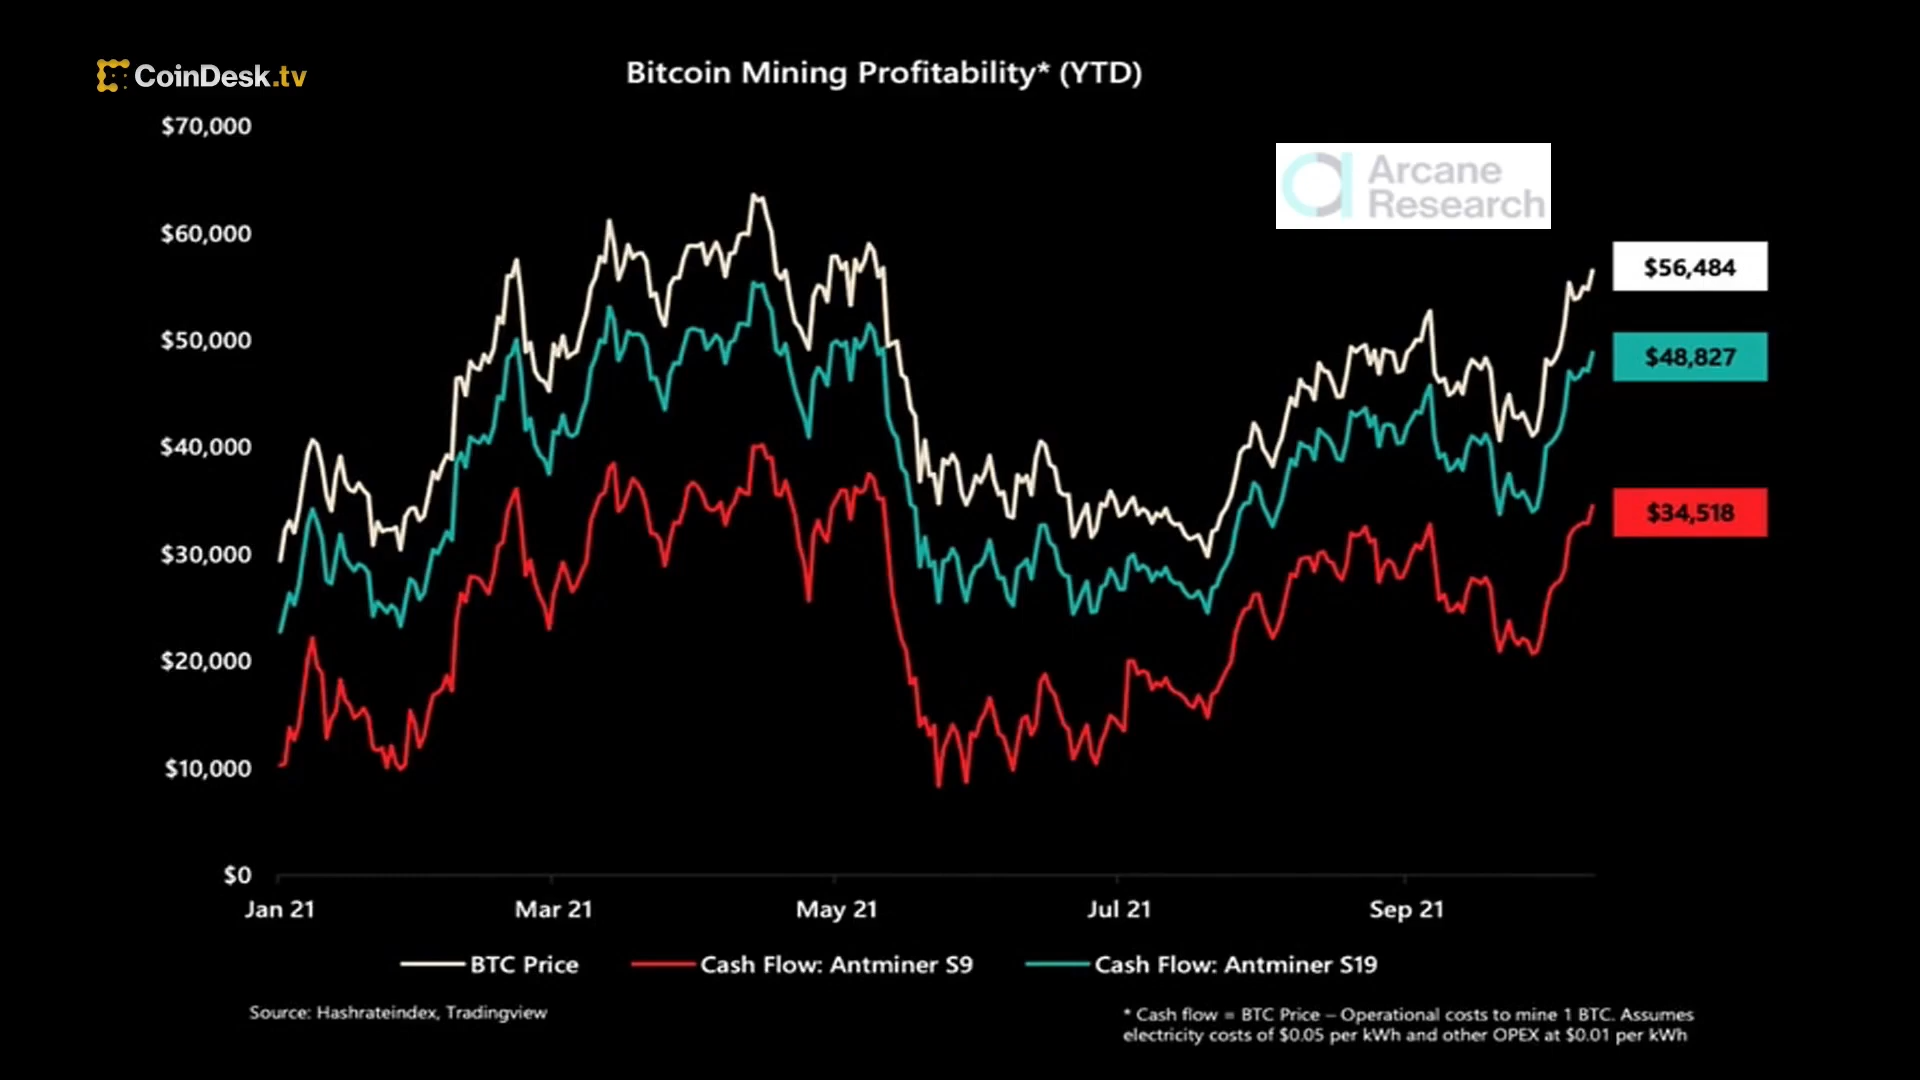 CoinDesk.tv
Bitcoin Mining Profitability* (YTD)
Arcane
Research
$70,000
$60,000
$50,000
$40,000
$30,000
$20,000
$10,000
$0
$56,484
$48,827
$34,518
Jan 21
Mar 21
May 21
Jul 21
Sep 21
BTC Price
Cash Flow: Antminer S9
Cash Flow: Antminer S19
Source: Hashrateindex, Tradingview
* Cash flow = BTC Price – Operational costs to mine 1 BTC. Assumes
electricity costs of $0.05 per kWh and other OPEX at $0.01 per kWh